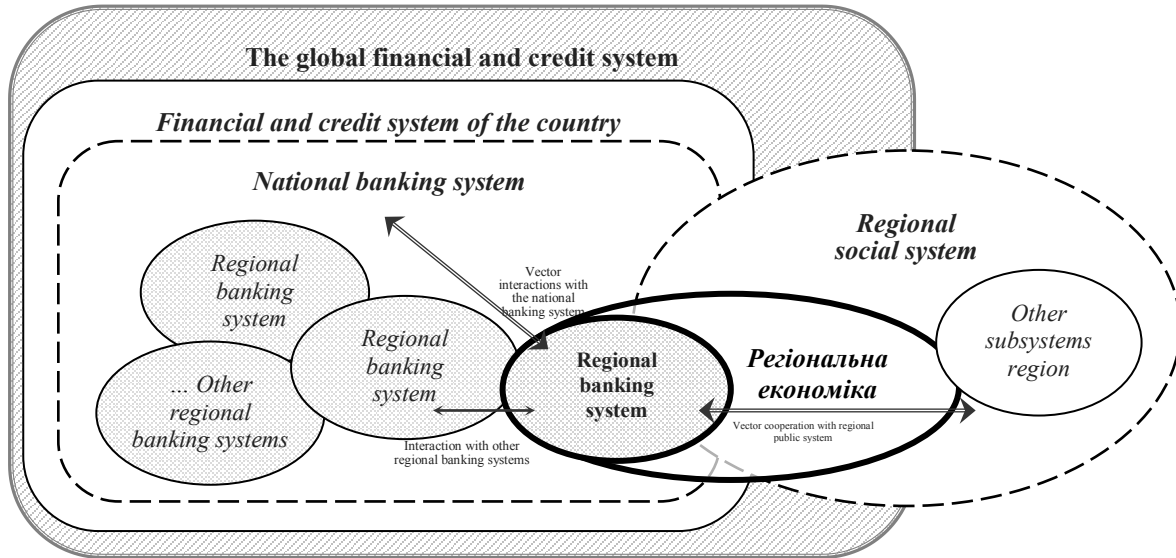 The global financial and credit system
Financial and credit system of the country
National banking system
Regional
social system
Regional
banking
system
Vector
interactions with
the national
banking system
Other
subsystems
region
Regional
banking
system
Regional
banking
system
Регіональна
економіка
... Other
regional
banking systems
Vector cooperation with regional
public system
Interaction with other
regional banking systems